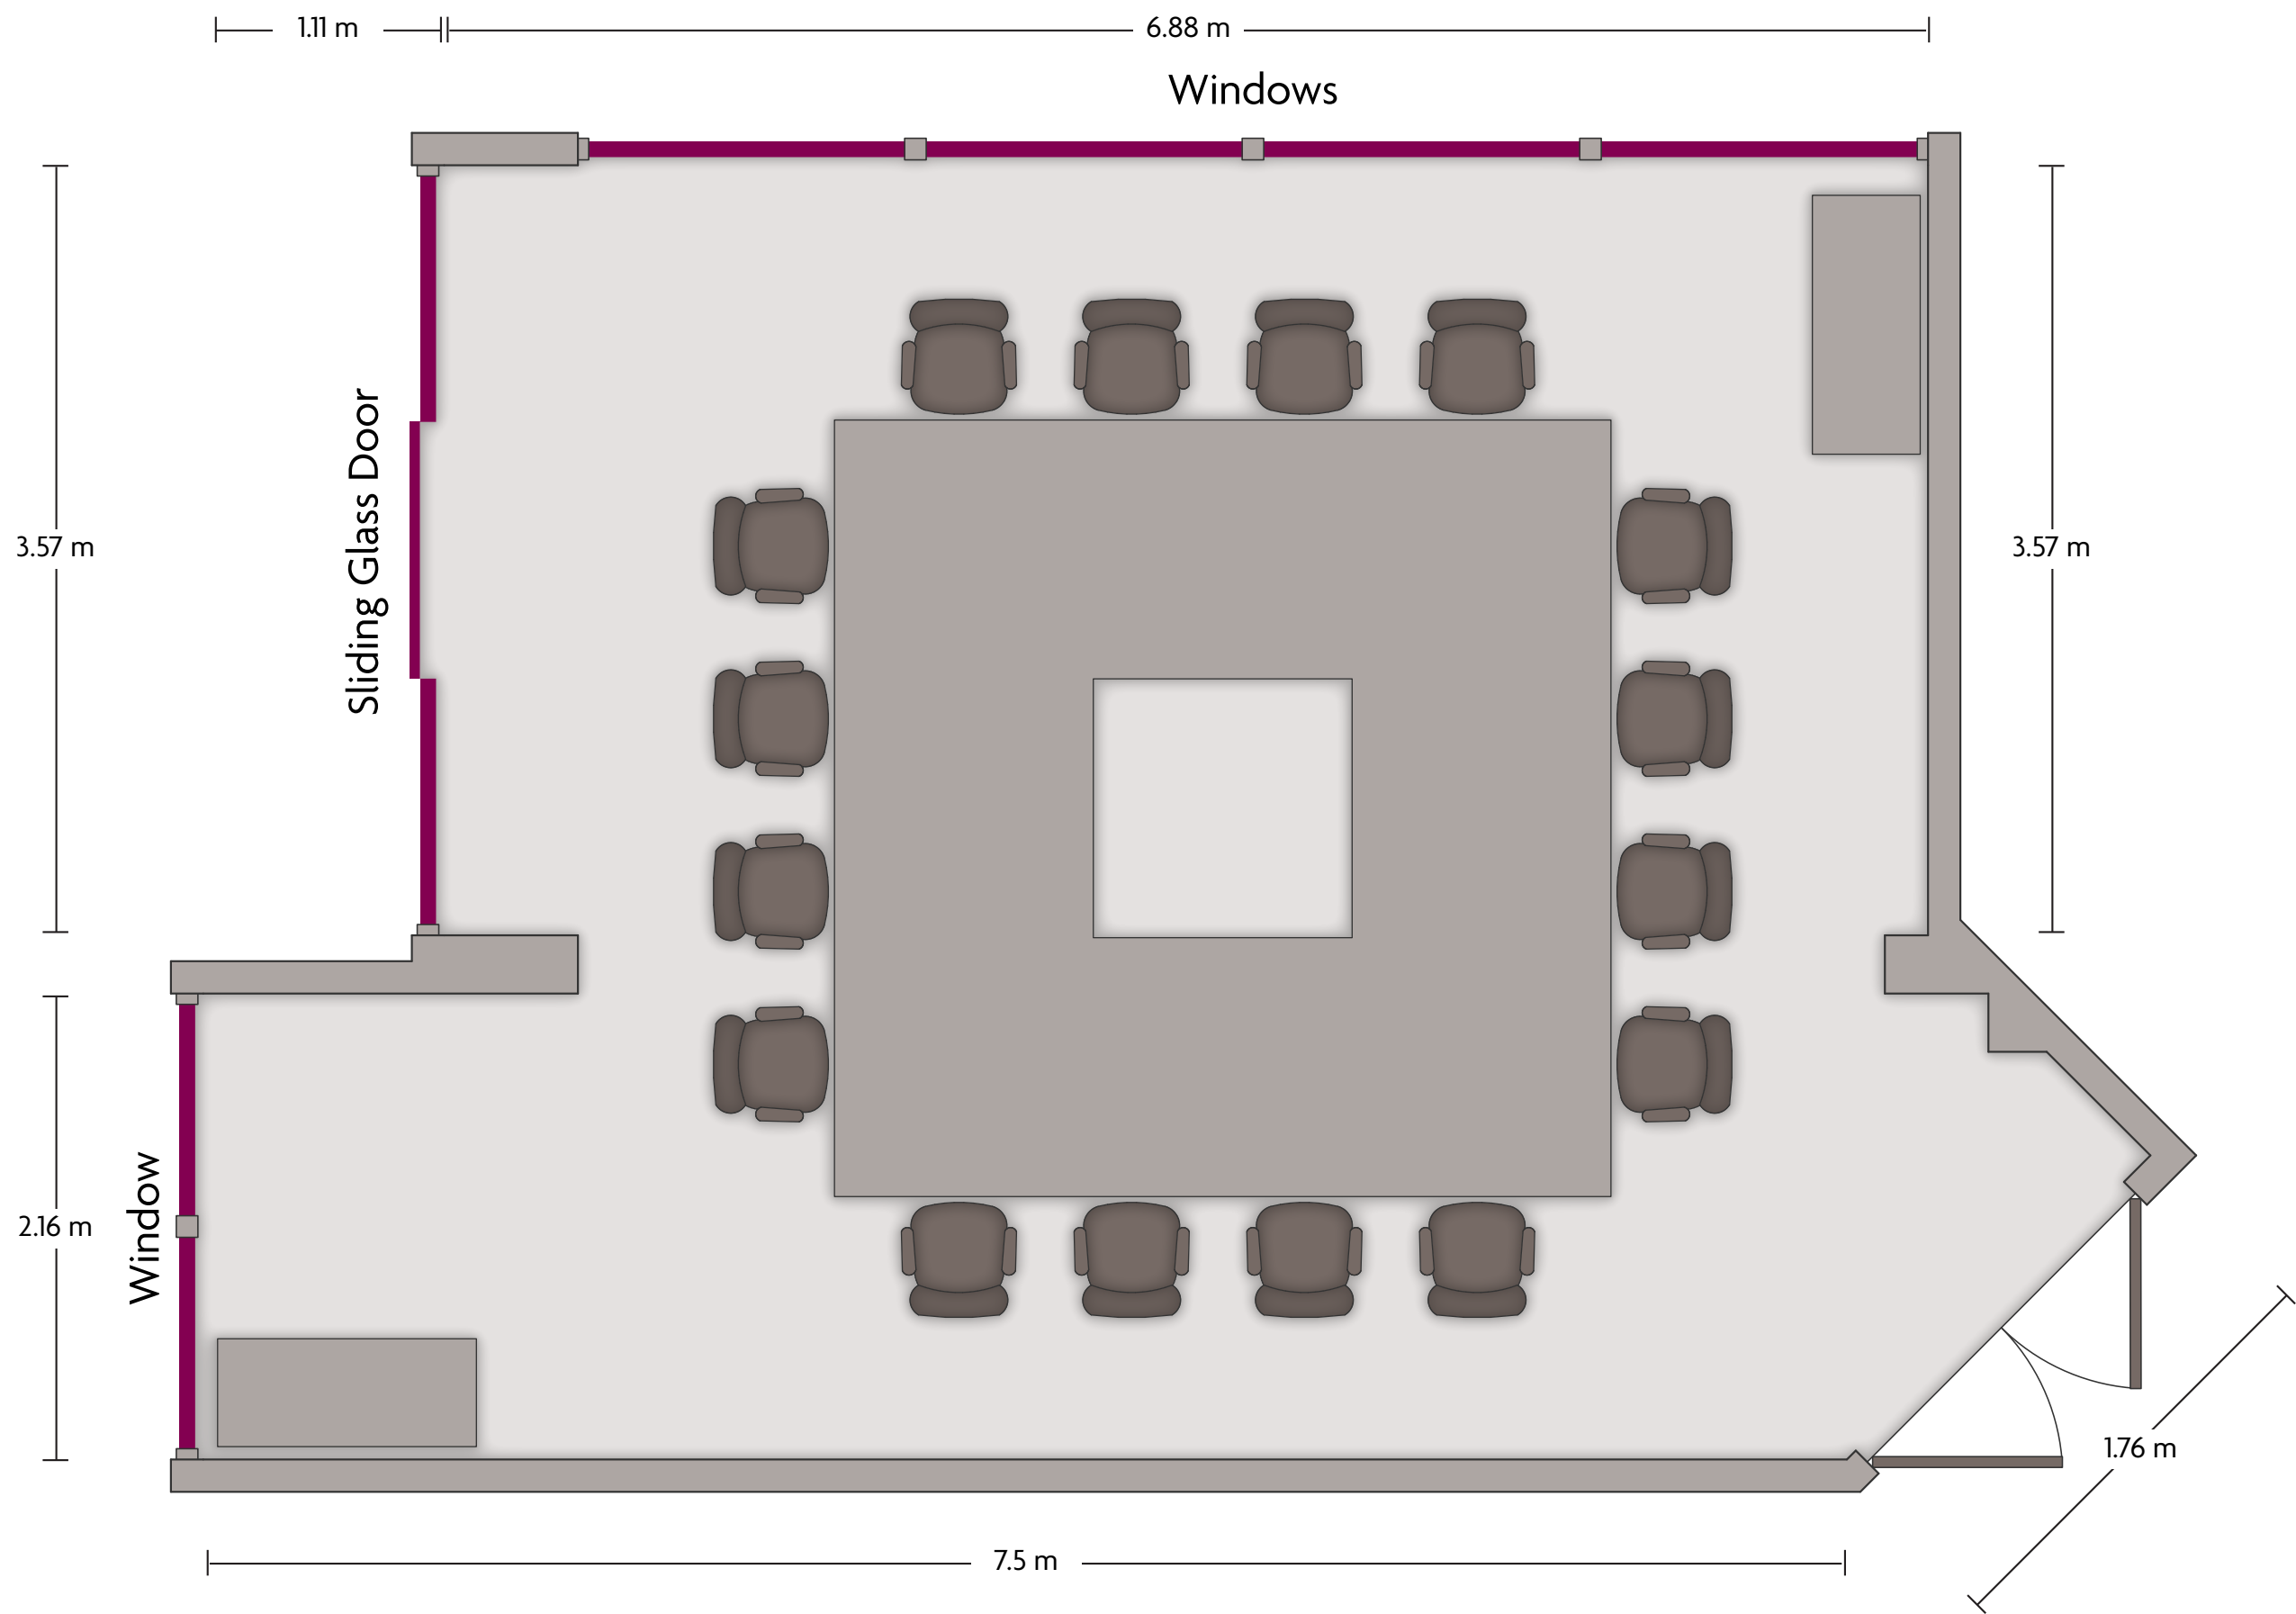 1.11 m
6.88 m
Windows
Sliding Glass Door
3.57 m
3.57 m
Window
2.16 m
1.76 m
7.5 m